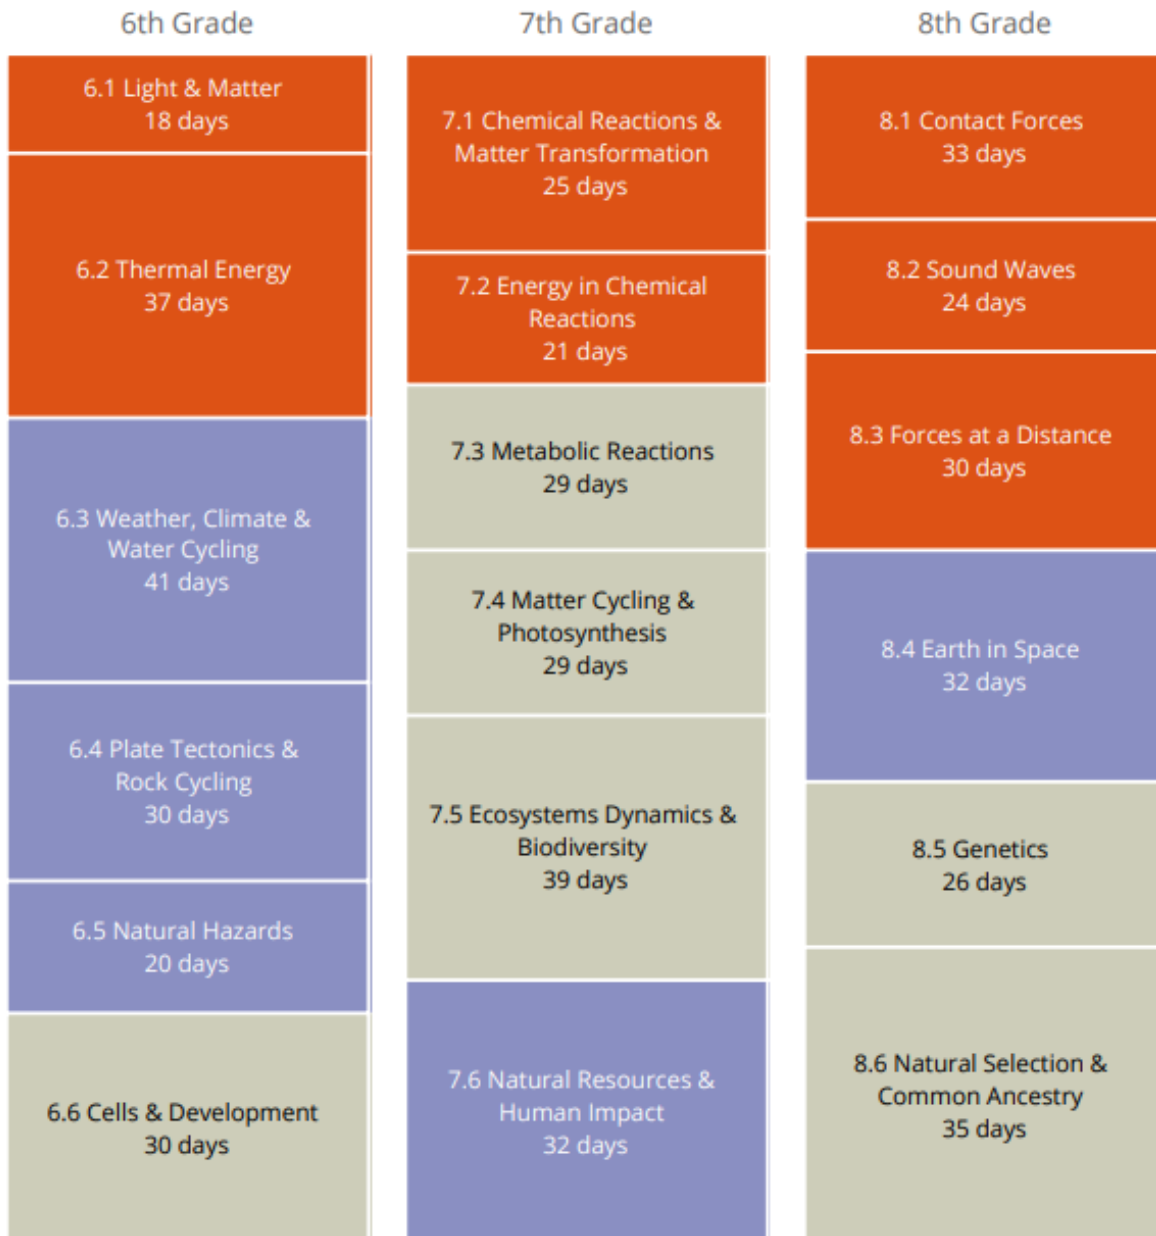 6th Grade
6.1 Light & Matter
18 days
6.2 Thermal Energy
37 days
6.3 Weather, Climate &
Water Cycling
41 days
6.4 Plate Tectonics &
Rock Cycling
30 days
6.5 Natural Hazards
20 days
6.6 Cells & Development
30 days
7th Grade
7.1 Chemical Reactions &
Matter Transformation
25 days
7.2 Energy in Chemical
Reactions
21 days
7.3 Metabolic Reactions
29 days
7.4 Matter Cycling &
Photosynthesis
29 days
7.5 Ecosystems Dynamics &
Biodiversity
39 days
7.6 Natural Resources &
Human Impact
32 days
8th Grade
8.1 Contact Forces
33 days
8.2 Sound Waves
24 days
8.3 Forces at a Distance
30 days
8.4 Earth in Space
32 days
8.5 Genetics
26 days
8.6 Natural Selection &
Common Ancestry
35 days